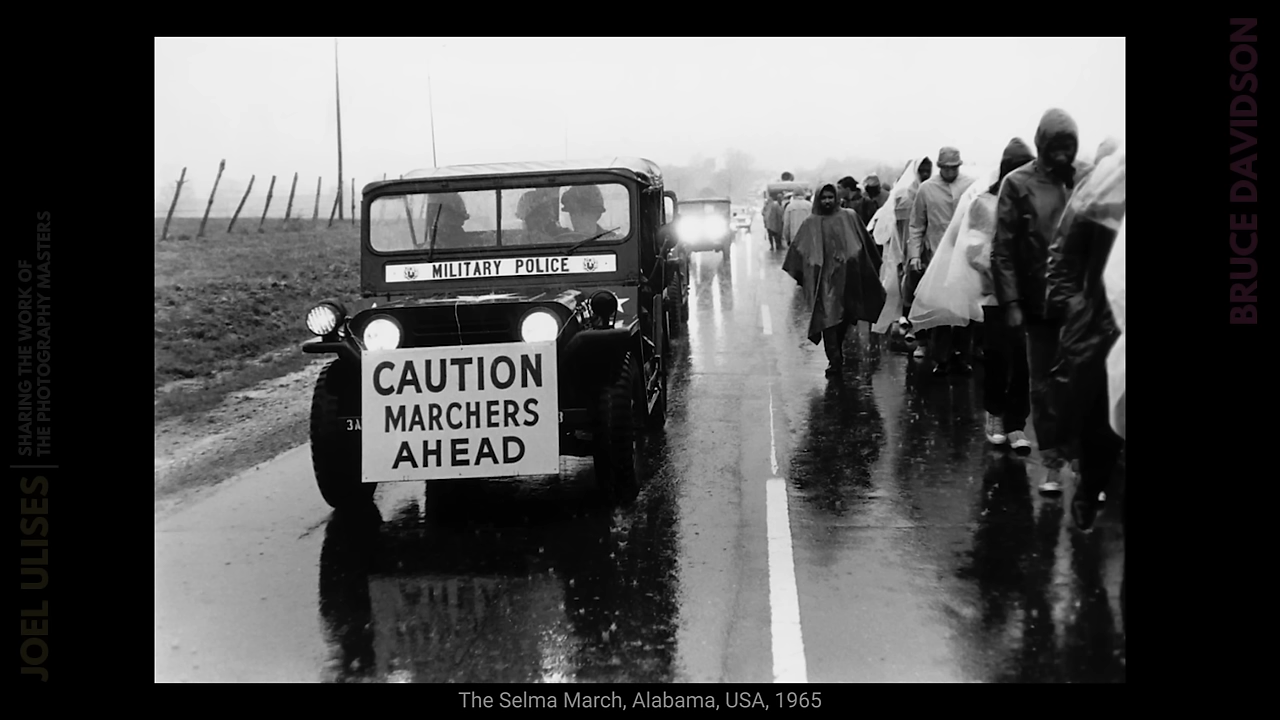 MILITARY POLICE
CAUTION
MARCHERS
AHEAD
3A
JOEL ULISES
SHARING THE WORK OF
THE PHOTOGRAPHY MASTERS
BRUCE DAVIDSON
The Selma March, Alabama, USA, 1965